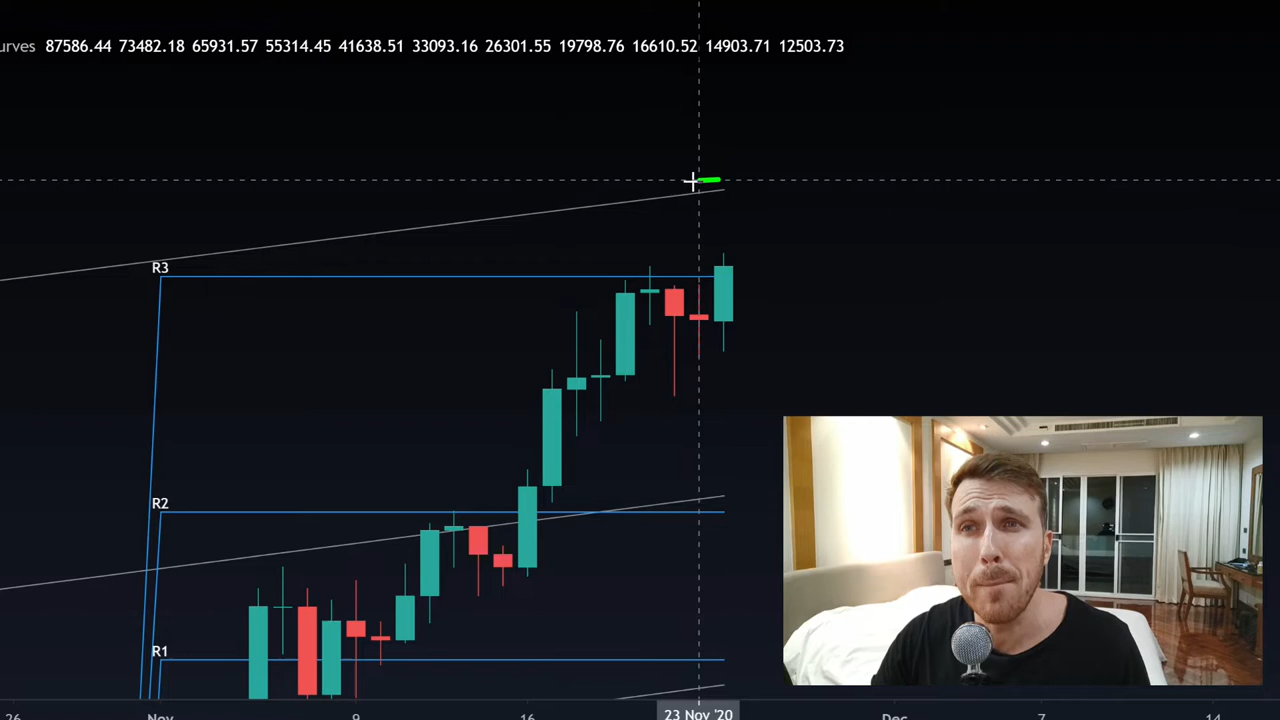 urves 87586.44 73482.18 65931.57 55314.45 41638.51 33093.16 26301.55 19798.76 16610.52 14903.71 12503.73
R3
R2
R1
26 Nov 9 16 23 Nov '20 Dec 7 14